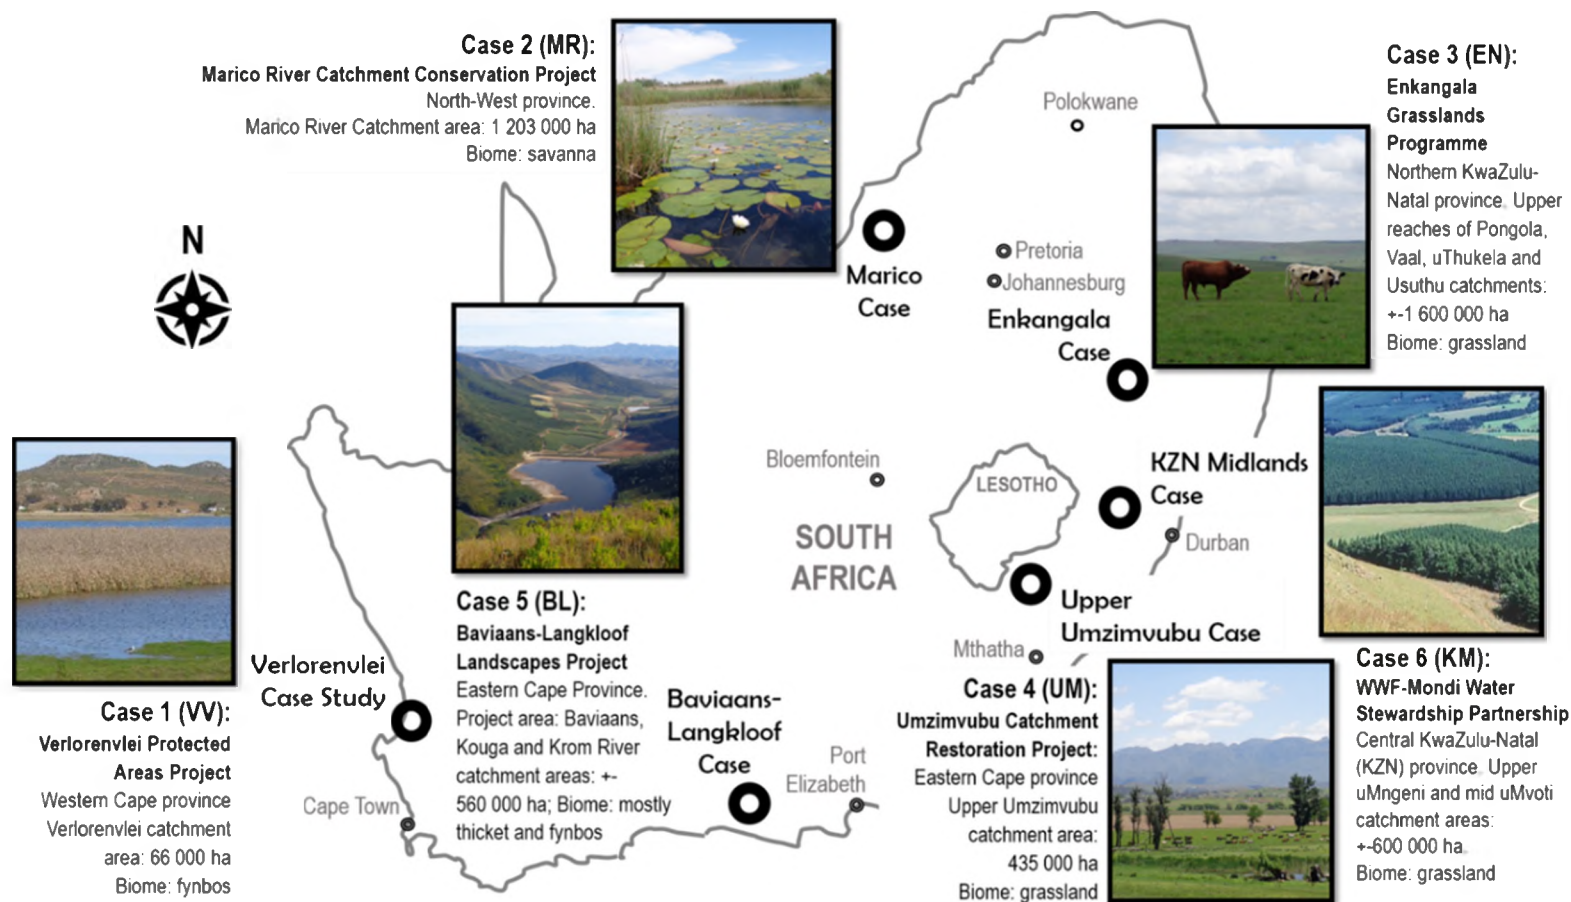 Case 2 (MR):
Marico River Catchment Conservation Project
North-West province.
Marico River Catchment area: 1 203 000 ha
Biome: savanna
Case 3 (EN):
Enkangala
Grasslands
Programme
Northern KwaZulu-
Natal province. Upper
reaches of Pongola,
Vaal, uThukela and
Usuthu catchments:
+-1 600 000 ha
Biome: grassland
N
Polokwane
Pretoria
Johannesburg
Marico
Case
Enkangala
Case
Bloemfontein
LESOTHO
KZN Midlands
Case
SOUTH
AFRICA
Durban
Upper
Umzimvubu Case
Mthatha
Verlorenvlei
Case Study
Case 1 (VV):
Verlorenvlei Protected
Areas Project
Western Cape province
Verlorenvlei catchment
area: 66 000 ha
Biome: fynbos
Cape Town
Case 5 (BL):
Baviaans-Langkloof
Landscapes Project
Eastern Cape Province.
Project area: Baviaans,
Kouga and Krom River
catchment areas: +-
560 000 ha; Biome: mostly
thicket and fynbos
Baviaans-
Langkloof
Case
Port
Elizabeth
Case 4 (UM):
Umzimvubu Catchment
Restoration Project:
Eastern Cape province
Upper Umzimvubu
catchment area:
435 000 ha
Biome: grassland
Case 6 (KM):
WWF-Mondi Water
Stewardship Partnership
Central KwaZulu-Natal
(KZN) province. Upper
uMngeni and mid uMvoti
catchment areas:
+-600 000 ha.
Biome: grassland